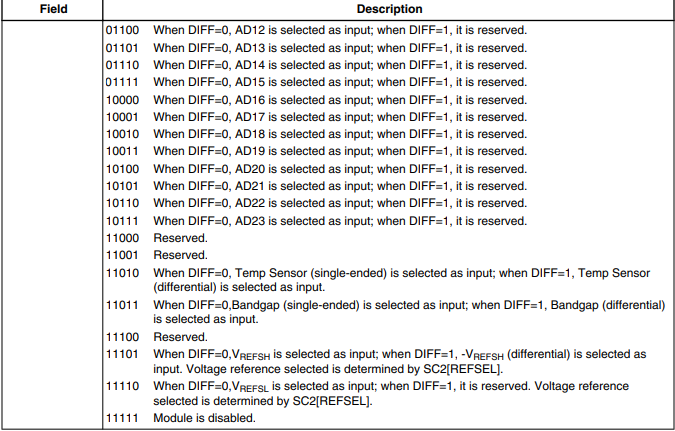 Field Description
01100 When DIFF=0, AD12 is selected as input; when DIFF=1, it is reserved.
01101 When DIFF=0, AD13 is selected as input; when DIFF=1, it is reserved.
01110 When DIFF=0, AD14 is selected as input; when DIFF=1, it is reserved.
01111 When DIFF=0, AD15 is selected as input; when DIFF=1, it is reserved.
10000 When DIFF=0, AD16 is selected as input; when DIFF=1, it is reserved.
10001 When DIFF=0, AD17 is selected as input; when DIFF=1, it is reserved.
10010 When DIFF=0, AD18 is selected as input; when DIFF=1, it is reserved.
10011 When DIFF=0, AD19 is selected as input; when DIFF=1, it is reserved.
10100 When DIFF=0, AD20 is selected as input; when DIFF=1, it is reserved.
10101 When DIFF=0, AD21 is selected as input; when DIFF=1, it is reserved.
10110 When DIFF=0, AD22 is selected as input; when DIFF=1, it is reserved.
10111 When DIFF=0, AD23 is selected as input; when DIFF=1, it is reserved.
11000 Reserved.
11001 Reserved.
11010 When DIFF=0, Temp Sensor (single-ended) is selected as input; when DIFF=1, Temp Sensor
(differential) is selected as input.
11011 When DIFF=0,Bandgap (single-ended) is selected as input; when DIFF=1, Bandgap (differential)
is selected as input.
11100 Reserved.
11101 When DIFF=0,VREFSH is selected as input; when DIFF=1, -VREFSH (differential) is selected as
input. Voltage reference selected is determined by SC2[REFSEL].
11110 When DIFF=0,VREFSL is selected as input; when DIFF=1, it is reserved. Voltage reference
selected is determined by SC2[REFSEL].
11111 Module is disabled.